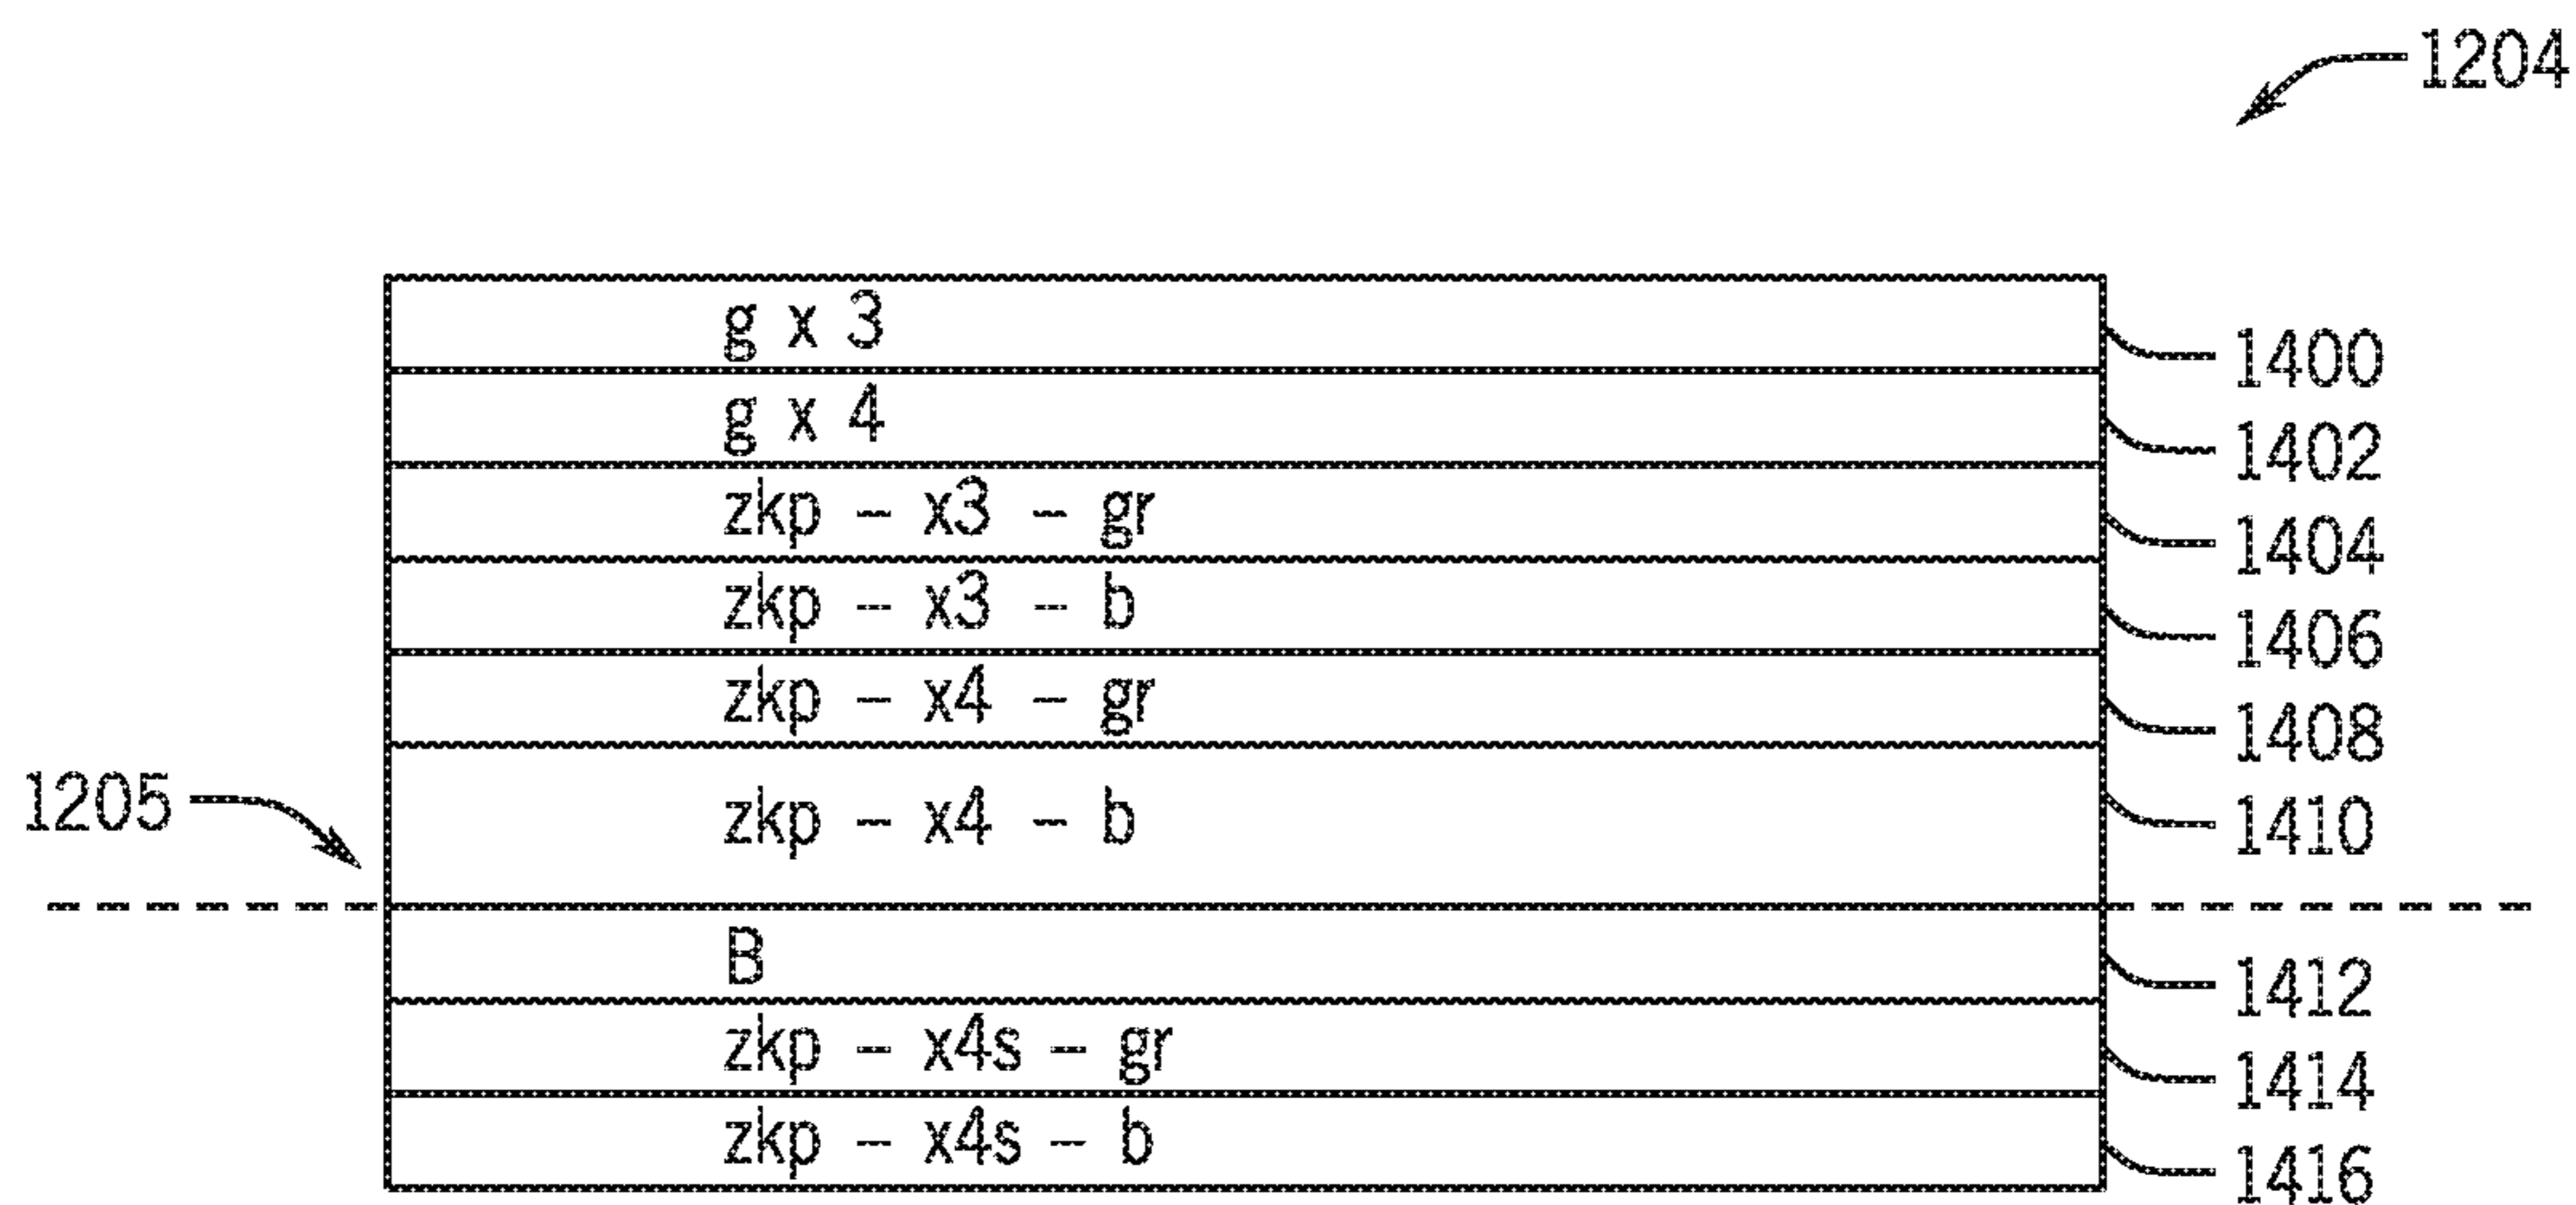 1204
g x 3 1400
g x 4 1402
zkp – x3 – gr 1404
zkp – x3 – b 1406
zkp – x4 – gr 1408
1205 zkp – x4 – b 1410
B 1412
zkp – x4s – gr 1414
zkp – x4s – b 1416